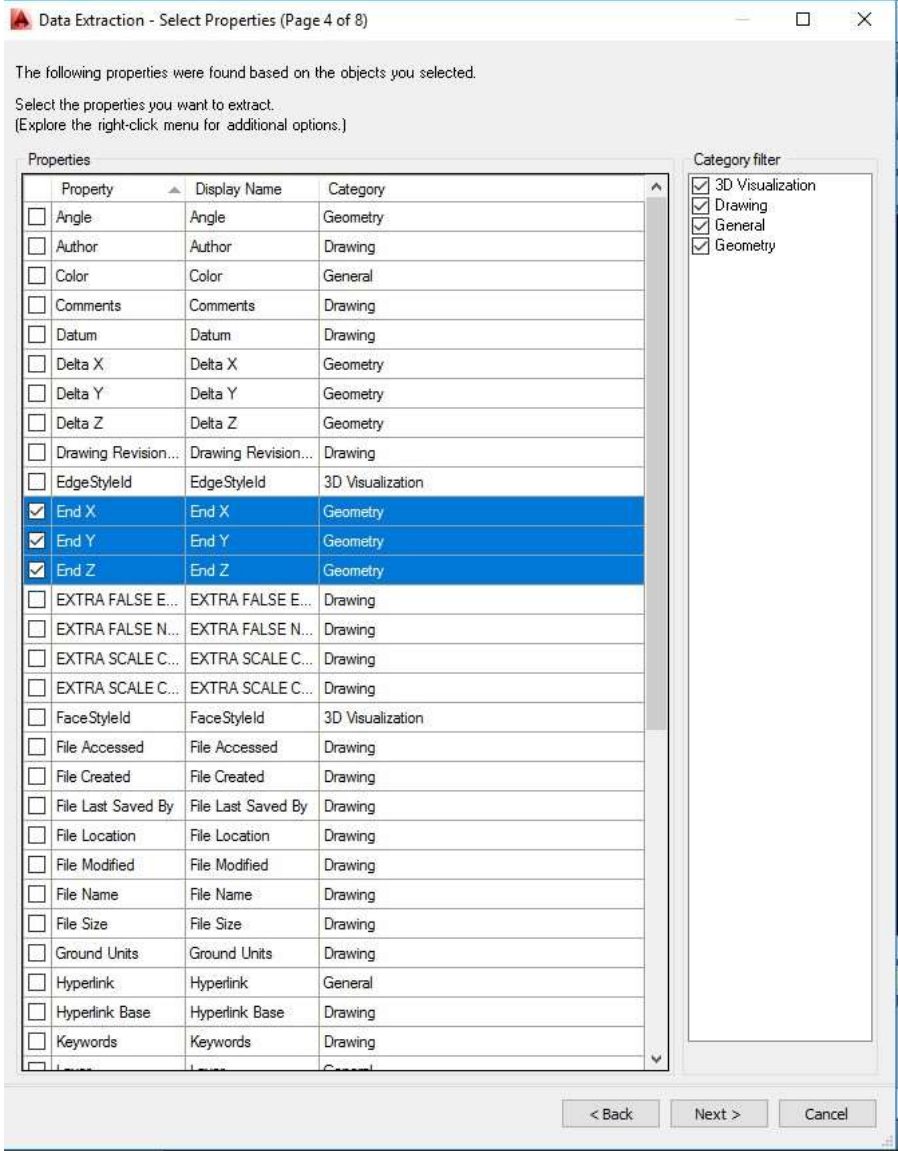 Data Extraction - Select Properties (Page 4 of 8)
The following properties were found based on the objects you selected.
Select the properties you want to extract.
(Explore the right-click menu for additional options.)
Properties
Property Display Name Category
Angle Angle Geometry
Author Author Drawing
Color Color General
Comments Comments Drawing
Datum Datum Drawing
Delta X Delta X Geometry
Delta Y Delta Y Geometry
Delta Z Delta Z Geometry
Drawing Revision... Drawing Revision... Drawing
EdgeStyleId EdgeStyleId 3D Visualization
End X End X Geometry
End Y End Y Geometry
End Z End Z Geometry
EXTRA FALSE E... EXTRA FALSE E... Drawing
EXTRA FALSE N... EXTRA FALSE N... Drawing
EXTRA SCALE C... EXTRA SCALE C... Drawing
EXTRA SCALE C... EXTRA SCALE C... Drawing
FaceStyleId FaceStyleId 3D Visualization
File Accessed File Accessed Drawing
File Created File Created Drawing
File Last Saved By File Last Saved By Drawing
File Location File Location Drawing
File Modified File Modified Drawing
File Name File Name Drawing
File Size File Size Drawing
Ground Units Ground Units Drawing
Hyperlink Hyperlink General
Hyperlink Base Hyperlink Base Drawing
Keywords Keywords Drawing
Category filter
3D Visualization
Drawing
General
Geometry
< Back Next > Cancel